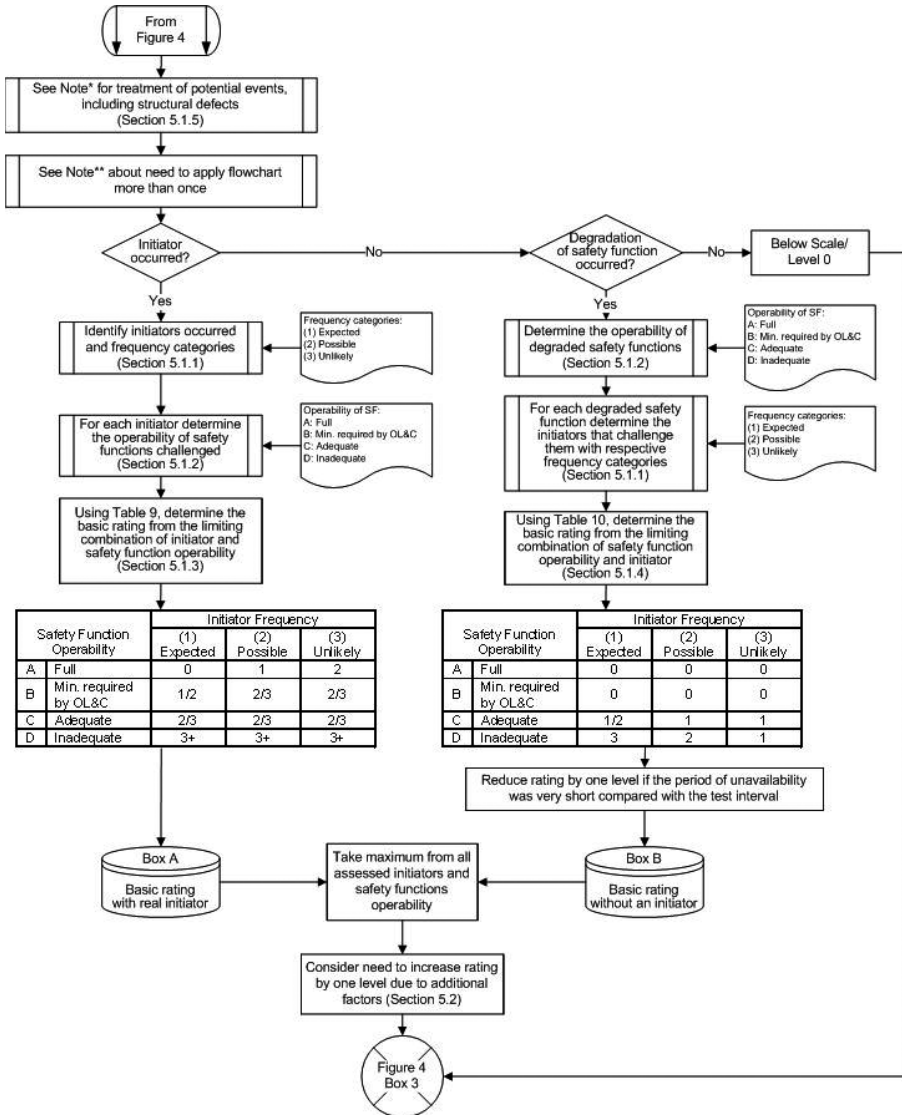 From
Figure 4
See Note* for treatment of potential events,
including structural defects
(Section 5.1.5)
See Note** about need to apply flowchart
more than once
Initiator
occurred?
No
Degradation
of safety function
occurred?
No
Below Scale/
Level 0
Yes
Yes
Identify initiators occurred
and frequency categories
(Section 5.1.1)
Frequency categories:
(1) Expected
(2) Possible
(3) Unlikely
Determine the operability of
degraded safety functions
(Section 5.1.2)
Operability of SF:
A: Full
B: Min. required by OL&C
C: Adequate
D: Inadequate
For each initiator determine
the operability of safety
functions challenged
(Section 5.1.2)
Operability of SF:
A: Full
B: Min. required by OL&C
C: Adequate
D: Inadequate
For each degraded safety
function determine the
initiators that challenge
them with respective
frequency categories
(Section 5.1.1)
Frequency categories:
(1) Expected
(2) Possible
(3) Unlikely
Using Table 9, determine the
basic rating from the limiting
combination of initiator and
safety function operability
(Section 5.1.3)
Using Table 10, determine the
basic rating from the limiting
combination of safety function
operability and initiator
(Section 5.1.4)
Safety Function
Operability
Initiator Frequency
(1)
Expected
(2)
Possible
(3)
Unlikely
A Full 0 1 2
B Min. required
by OL&C 1/2 2/3 2/3
C Adequate 2/3 2/3 2/3
D Inadequate 3+ 3+ 3+
Safety Function
Operability
Initiator Frequency
(1)
Expected
(2)
Possible
(3)
Unlikely
A Full 0 0 0
B Min. required
by OL&C 0 0 0
C Adequate 1/2 1 1
D Inadequate 3 2 1
Reduce rating by one level if the period of unavailability
was very short compared with the test interval
Box A
Basic rating
with real initiator
Take maximum from all
assessed initiators and
safety functions
operability
Box B
Basic rating
without an initiator
Consider need to increase rating
by one level due to additional
factors (Section 5.2)
Figure 4
Box 3